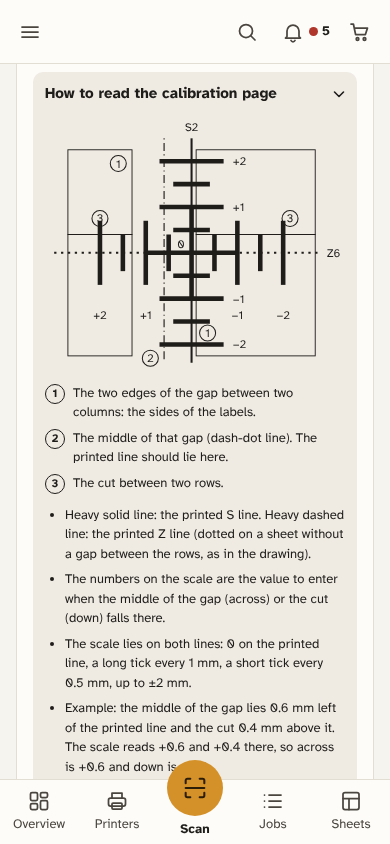 5
How to read the calibration page
S2
1
+2
+1
3
0
3
Z6
+2
+1
−1
−1
−2
1
2
−2
1 The two edges of the gap between two
columns: the sides of the labels.
2 The middle of that gap (dash-dot line). The
printed line should lie here.
3 The cut between two rows.
• Heavy solid line: the printed S line. Heavy dashed
line: the printed Z line (dotted on a sheet without
a gap between the rows, as in the drawing).
• The numbers on the scale are the value to enter
when the middle of the gap (across) or the cut
(down) falls there.
• The scale lies on both lines: 0 on the printed
line, a long tick every 1 mm, a short tick every
0.5 mm, up to ±2 mm.
• Example: the middle of the gap lies 0.6 mm left
of the printed line and the cut 0.4 mm above it.
The scale reads +0.6 and +0.4 there, so across
is +0.6 and down is
Overview
Printers
Scan
Jobs
Sheets